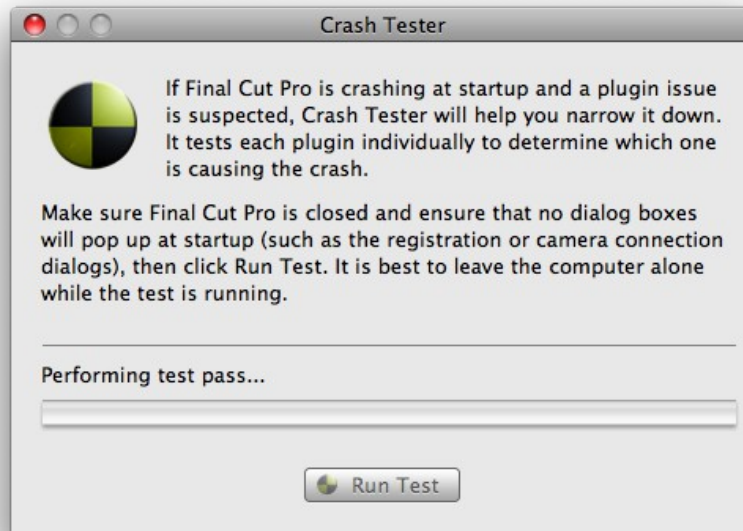 Crash Tester
If Final Cut Pro is crashing at startup and a plugin issue
is suspected, Crash Tester will help you narrow it down.
It tests each plugin individually to determine which one
is causing the crash.
Make sure Final Cut Pro is closed and ensure that no dialog boxes
will pop up at startup (such as the registration or camera connection
dialogs), then click Run Test. It is best to leave the computer alone
while the test is running.
Performing test pass...
Run Test